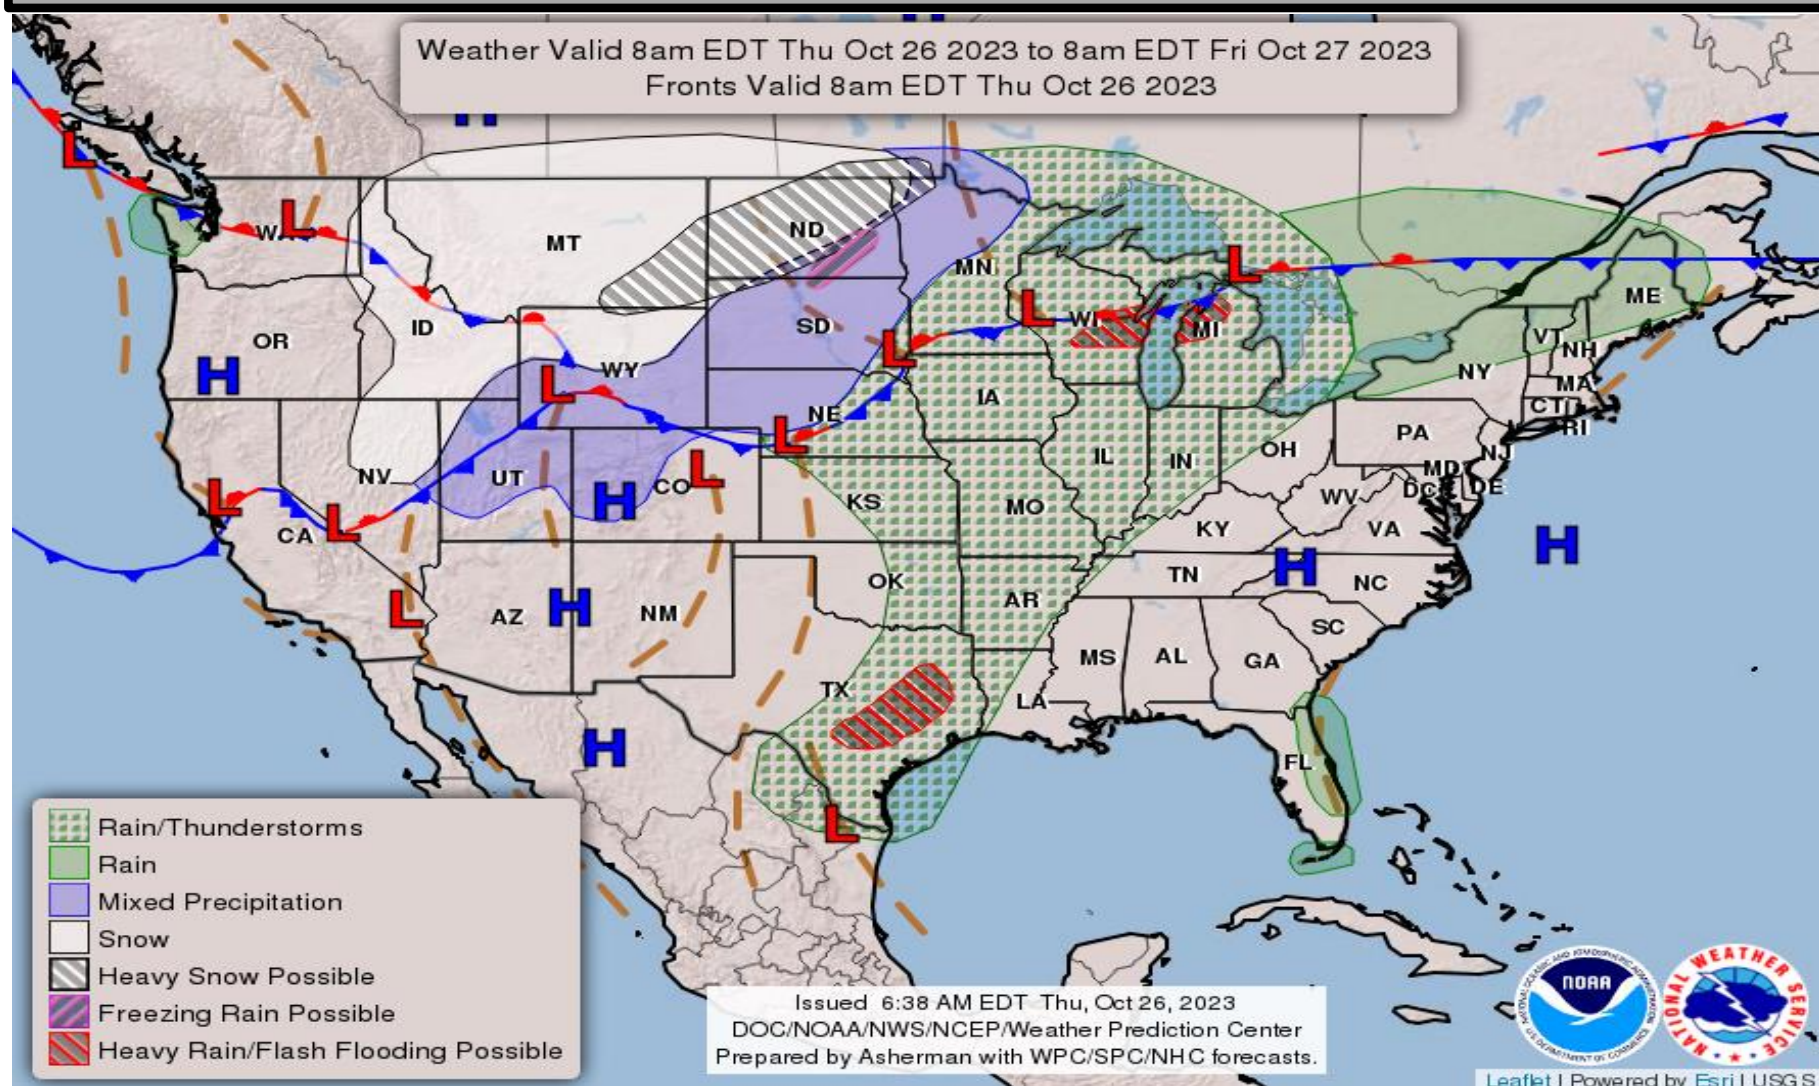 Weather Valid 8am EDT Thu Oct 26 2023 to 8am EDT Fri Oct 27 2023
Fronts Valid 8am EDT Thu Oct 26 2023
H
H
L
L
WA
MT
ND
MN
L
ME
OR
ID
SD
L
WI
MI
VT
NH
H
L
WY
L
IA
NY
MA
CT
RI
NE
L
PA
NJ
OH
IL
IN
MD
DC
DE
NV
UT
H
CO
L
KS
MO
WV
VA
KY
L
CA
L
H
H
TN
NC
OK
AR
L
AZ
H
NM
SC
MS
AL
GA
TX
LA
H
FL
L
Rain/Thunderstorms
Rain
Mixed Precipitation
Snow
Heavy Snow Possible
Freezing Rain Possible
Heavy Rain/Flash Flooding Possible
Issued 6:38 AM EDT Thu, Oct 26, 2023
DOC/NOAA/NWS/NCEP/Weather Prediction Center
Prepared by Asherman with WPC/SPC/NHC forecasts.
NOAA
NATIONAL WEATHER SERVICE
Leaflet | Powered by Esri | USGS